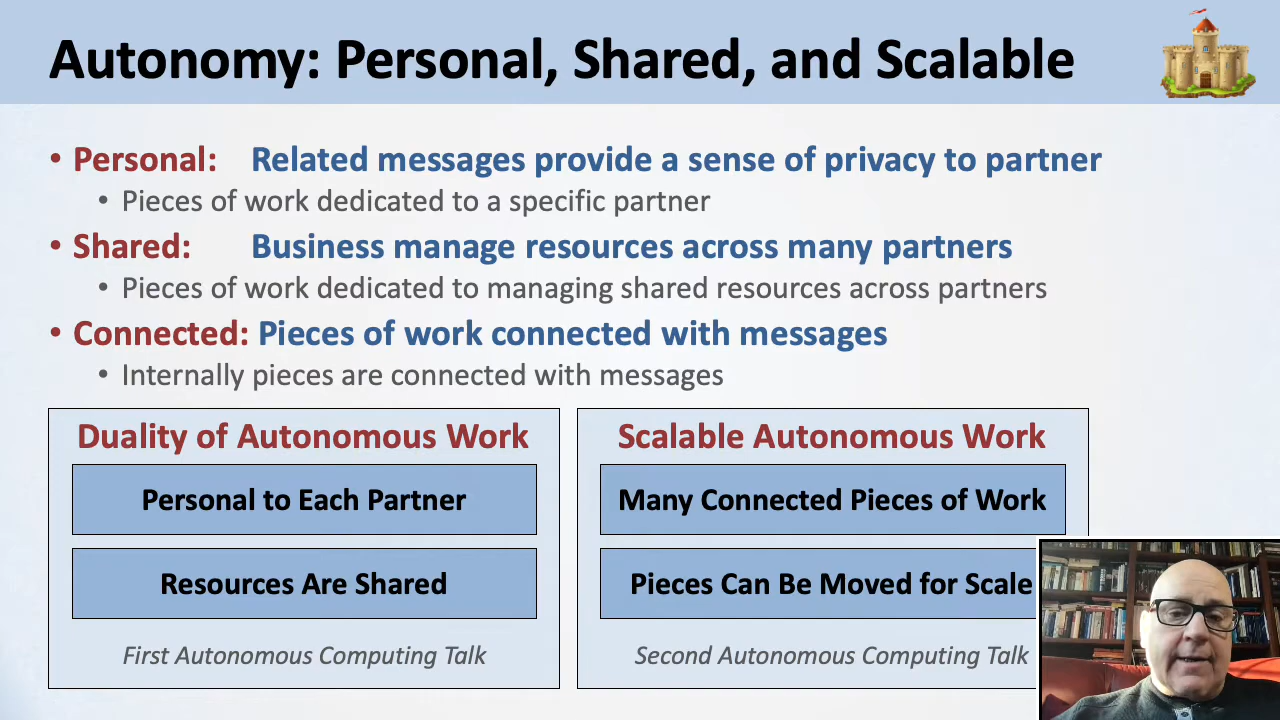 Autonomy: Personal, Shared, and Scalable
• Personal: Related messages provide a sense of privacy to partner
• Pieces of work dedicated to a specific partner
• Shared: Business manage resources across many partners
• Pieces of work dedicated to managing shared resources across partners
• Connected: Pieces of work connected with messages
• Internally pieces are connected with messages
Duality of Autonomous Work
Personal to Each Partner
Resources Are Shared
First Autonomous Computing Talk
Scalable Autonomous Work
Many Connected Pieces of Work
Pieces Can Be Moved for Scale
Second Autonomous Computing Talk